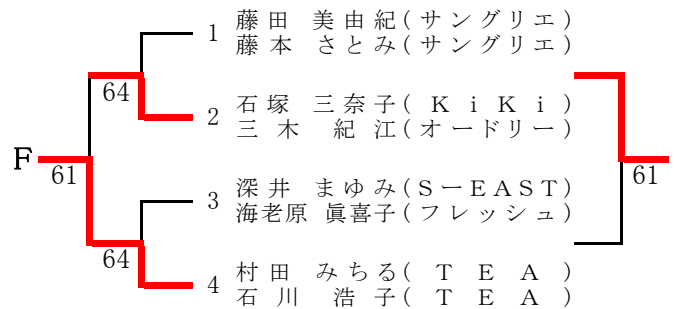 1 藤田 美由紀(サングリエ)
藤本 さとみ(サングリエ)
64
2 石塚 三奈子(KiKi)
三木 紀江(オードリー)
F
61
61
3 深井 まゆみ(SーEAST)
海老原 眞喜子(フレッシュ)
64
4 村田 みちる(TEA)
石川 浩子(TEA)